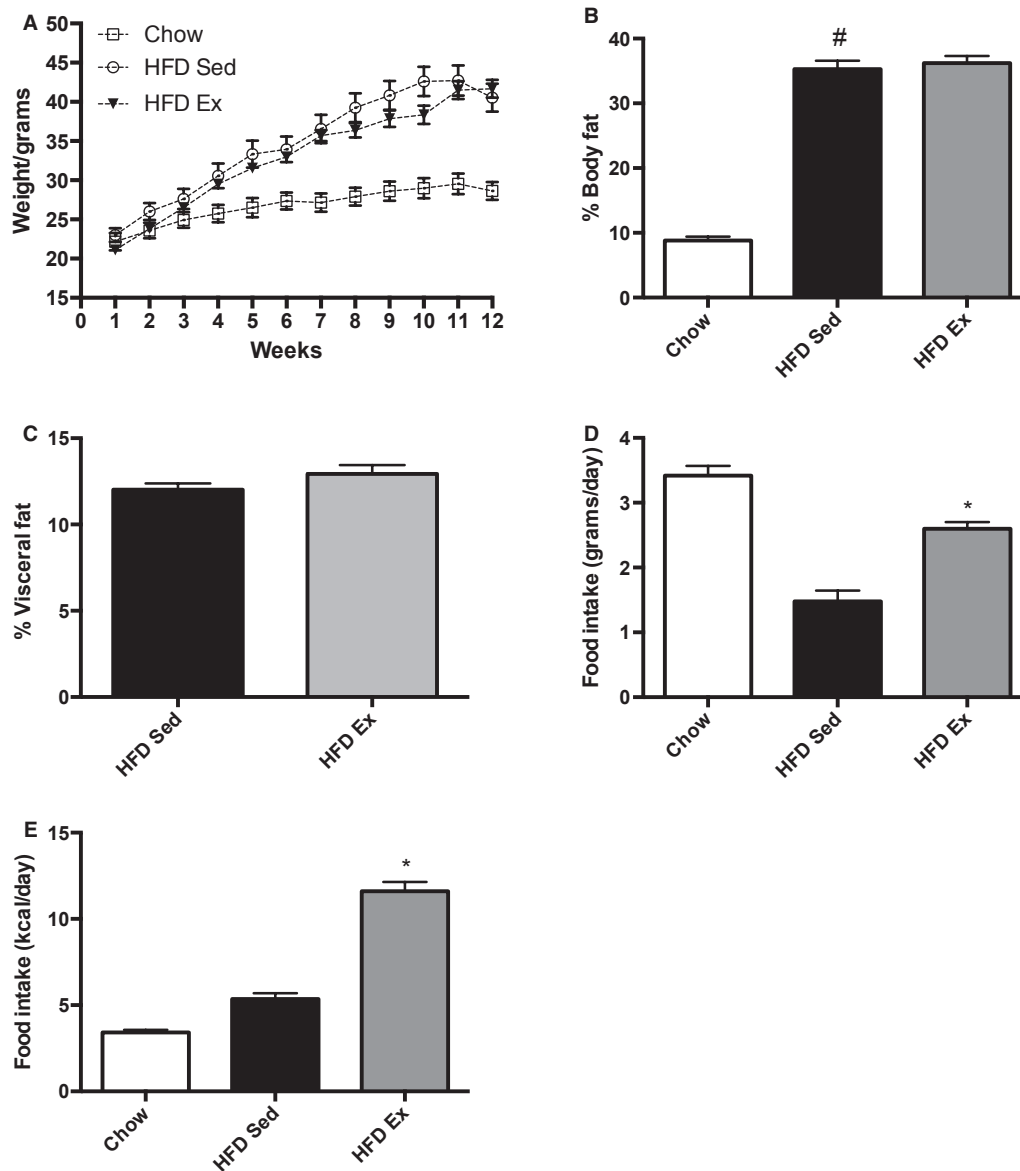 A
50
45
40
35
30
25
20
15
Weight/grams
Chow
HFD Sed
HFD Ex
0 1 2 3 4 5 6 7 8 9 10 11 12
Weeks
B
40
30
20
10
0
% Body fat
#
Chow
HFD Sed
HFD Ex
C
15
10
5
0
% Visceral fat
HFD Sed
HFD Ex
D
4
3
2
1
0
Food intake (grams/day)
*
Chow
HFD Sed
HFD Ex
E
15
10
5
0
Food intake (kcal/day)
*
Chow
HFD Sed
HFD Ex